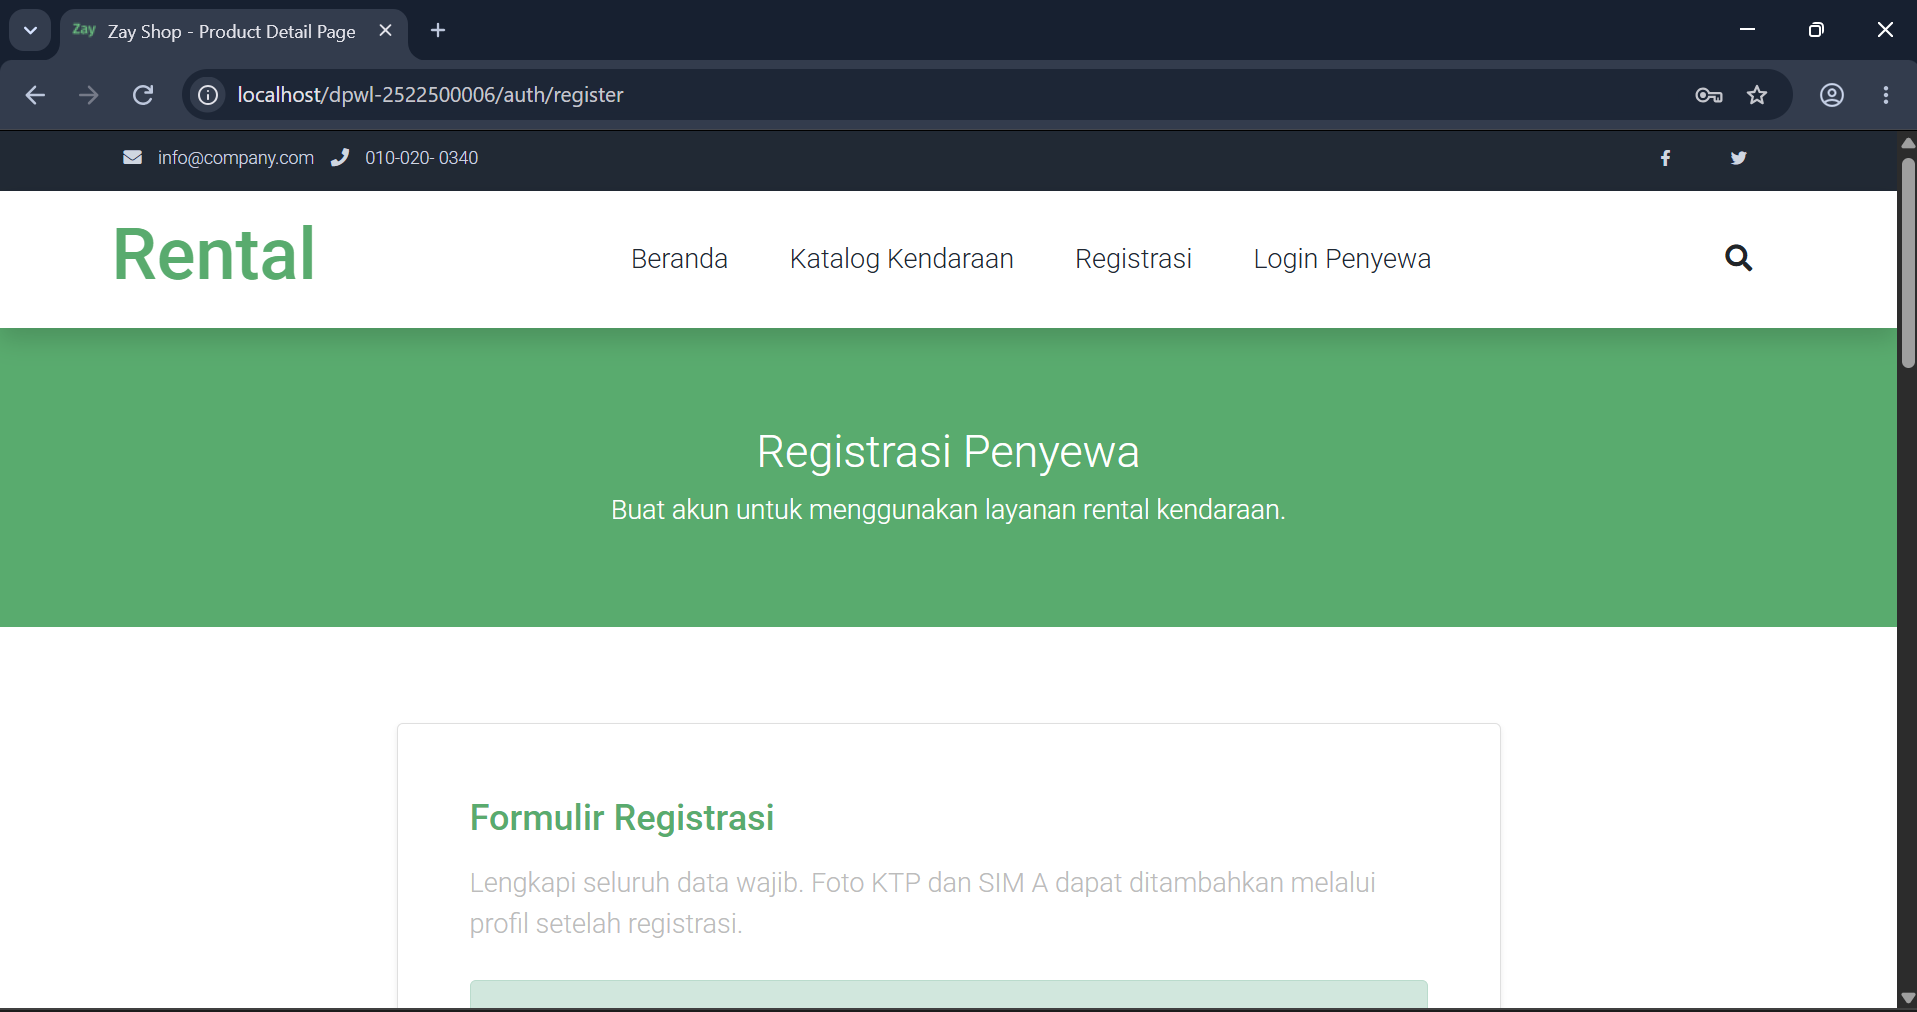 Zay Zay Shop - Product Detail Page
localhost/dpwl-2522500006/auth/register
info@company.com 010-020- 0340
Rental
Beranda Katalog Kendaraan Registrasi Login Penyewa
Registrasi Penyewa
Buat akun untuk menggunakan layanan rental kendaraan.
Formulir Registrasi
Lengkapi seluruh data wajib. Foto KTP dan SIM A dapat ditambahkan melalui
profil setelah registrasi.